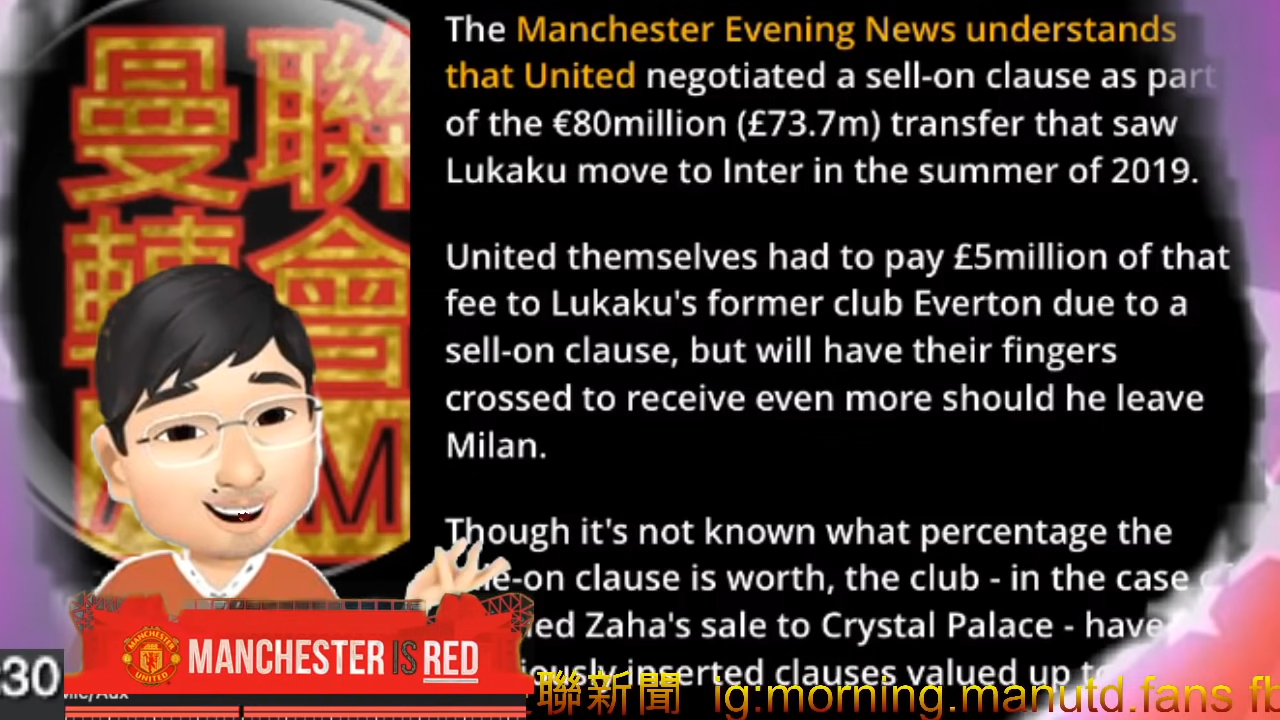 曼聯
會
M
The Manchester Evening News understands
that United negotiated a sell-on clause as part
of the €80million (£73.7m) transfer that saw
Lukaku move to Inter in the summer of 2019.
United themselves had to pay £5million of that
fee to Lukaku's former club Everton due to a
sell-on clause, but will have their fingers
crossed to receive even more should he leave
Milan.
Though it's not known what percentage the
-on clause is worth, the club - in the case
Zaha's sale to Crystal Palace - have
inserted clauses valued up to
MANCHESTER IS RED
MANCHESTER
UNITED
:30
Mic/Aux
聯新聞 ig:morning.manutd.fans fb